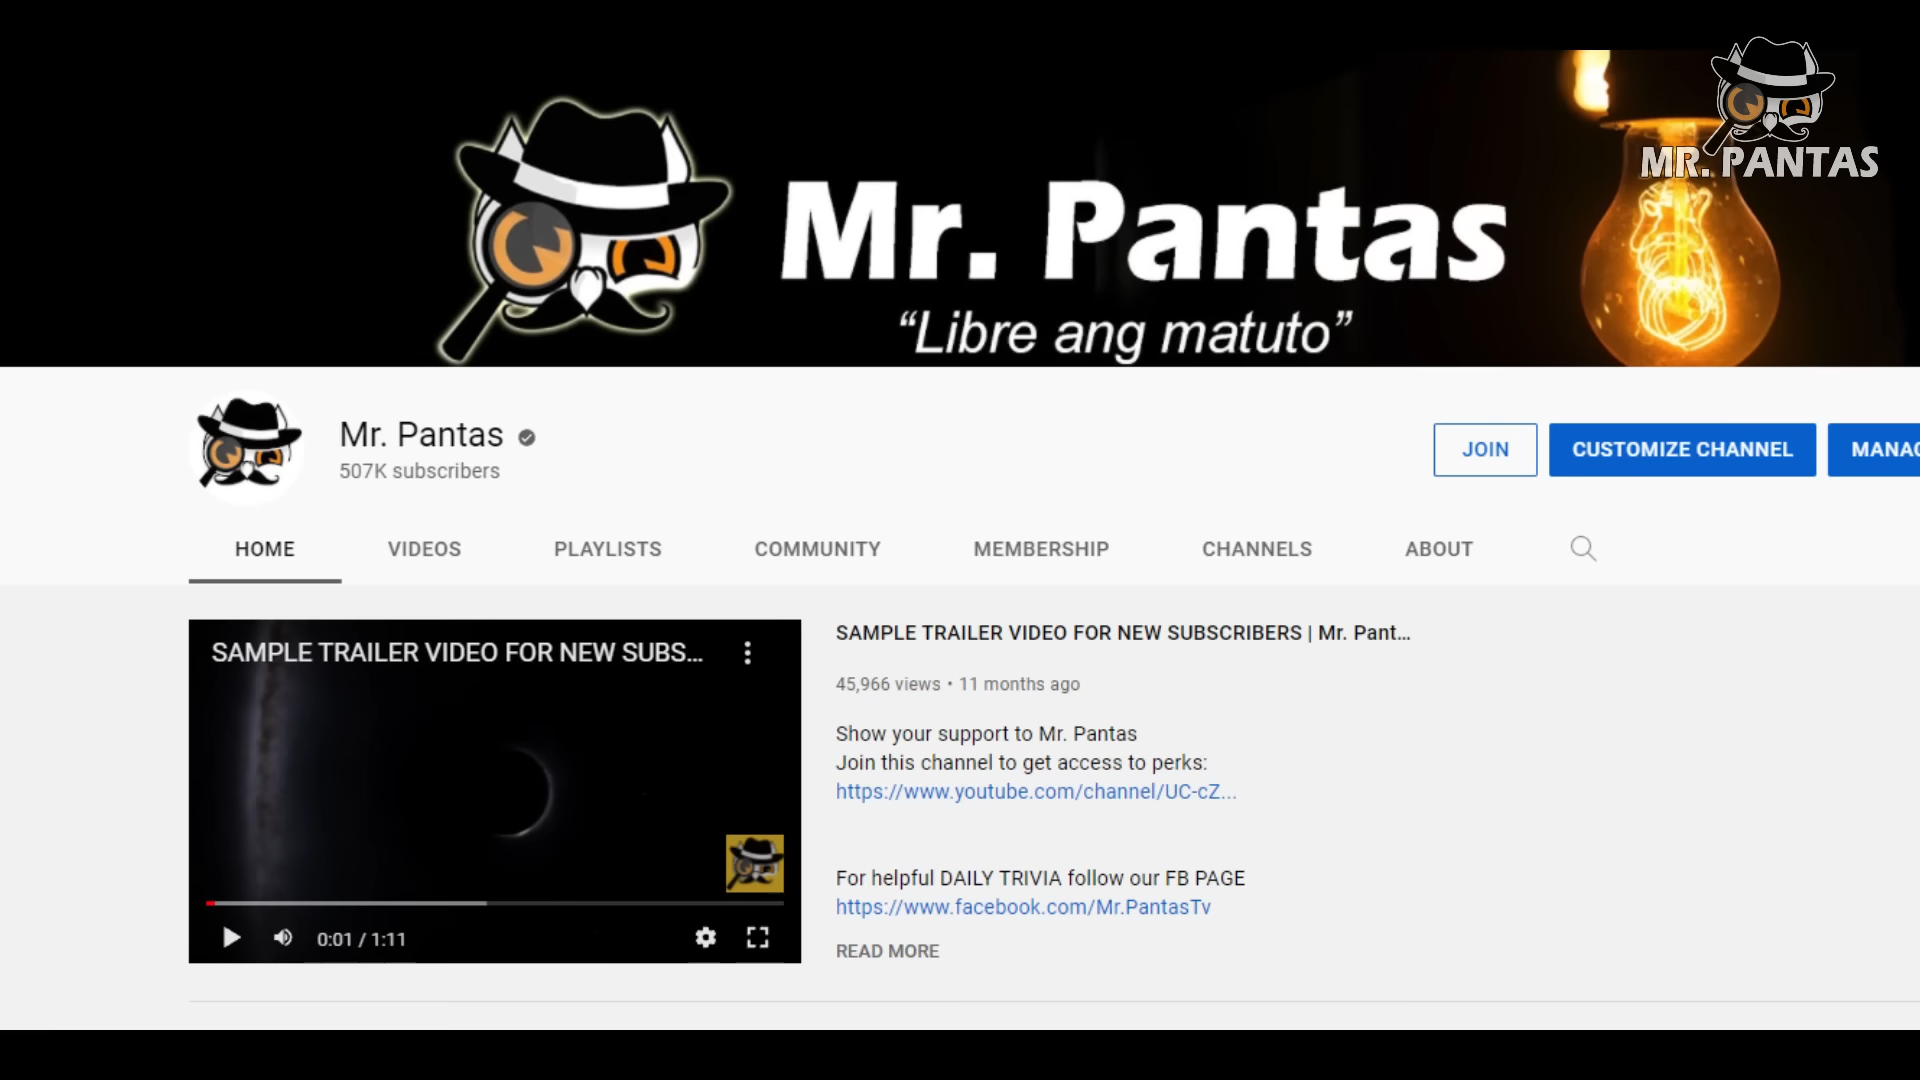 MR. PANTAS
Mr. Pantas
“Libre ang matuto”
Mr. Pantas
507K subscribers
JOIN
CUSTOMIZE CHANNEL
MANAG
HOME
VIDEOS
PLAYLISTS
COMMUNITY
MEMBERSHIP
CHANNELS
ABOUT
SAMPLE TRAILER VIDEO FOR NEW SUBS...
0:01 / 1:11
SAMPLE TRAILER VIDEO FOR NEW SUBSCRIBERS | Mr. Pant...
45,966 views • 11 months ago
Show your support to Mr. Pantas
Join this channel to get access to perks:
https://www.youtube.com/channel/UC-cZ...
For helpful DAILY TRIVIA follow our FB PAGE
https://www.facebook.com/Mr.PantasTv
READ MORE